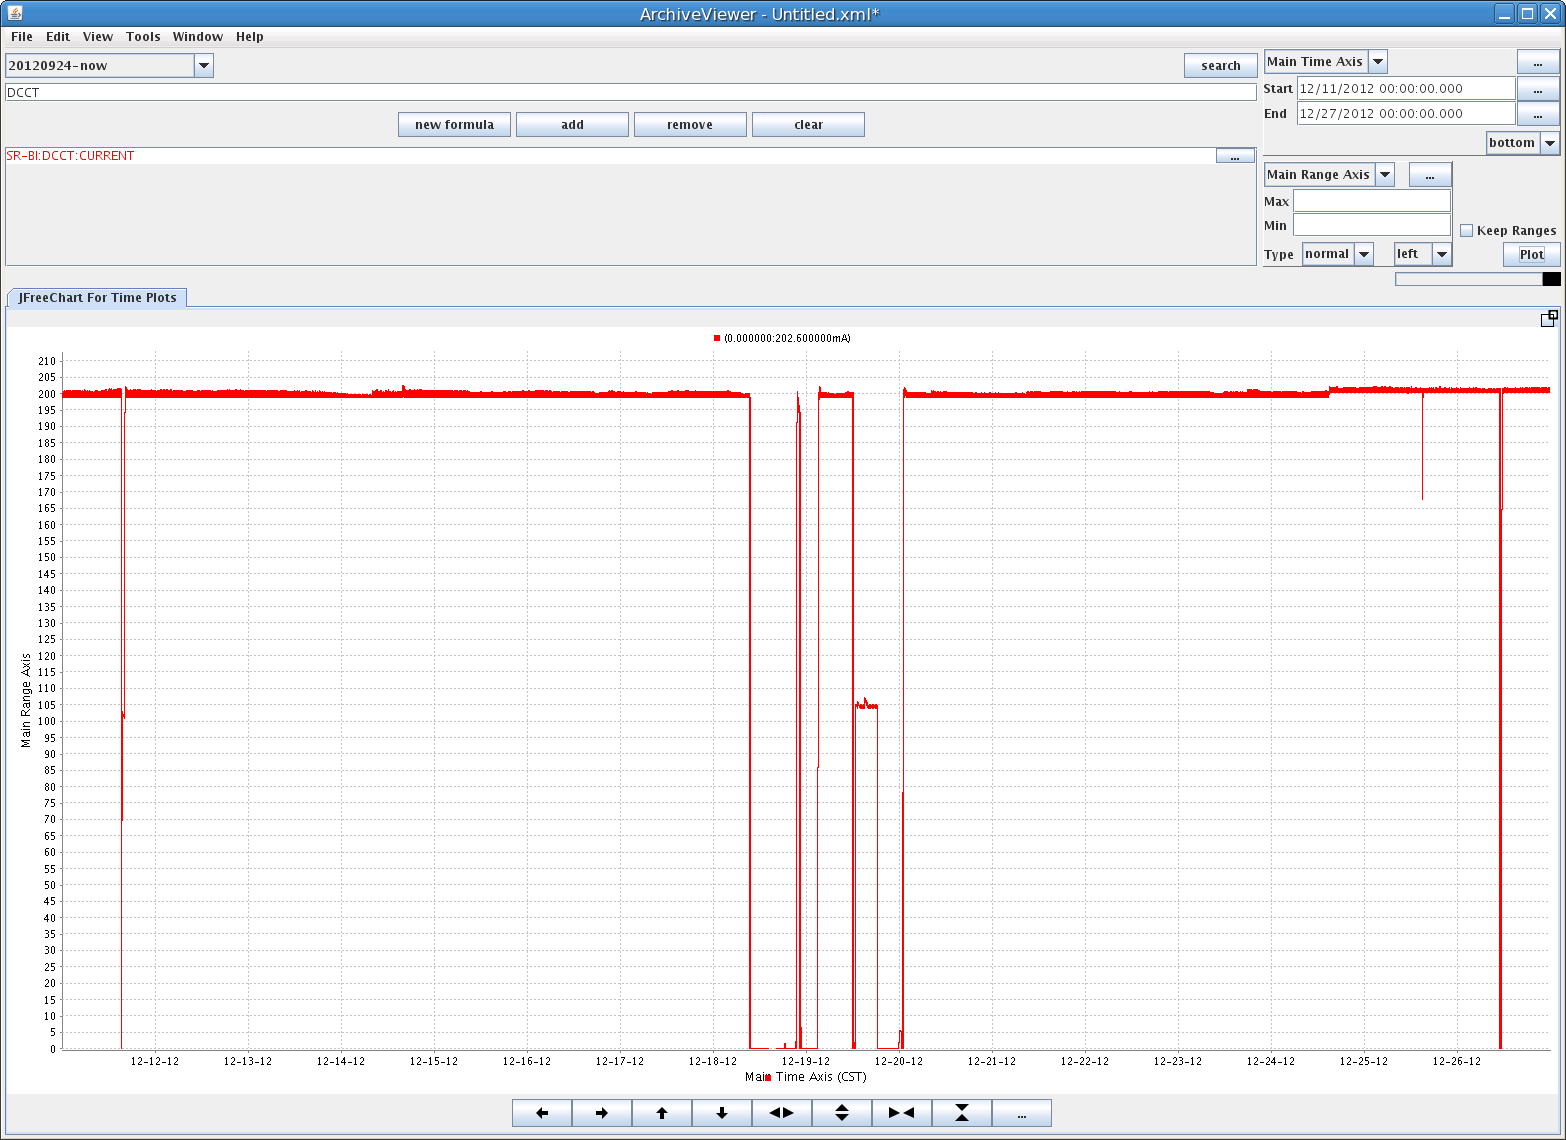 ArchiveViewer - Untitled.xml*
File Edit View Tools Window Help
20120924-now
search
DCCT
new formula add remove clear
SR-BI:DCCT:CURRENT
...
Main Time Axis
...
Start 12/11/2012 00:00:00.000
...
End 12/27/2012 00:00:00.000
...
bottom
Main Range Axis
...
Max
Min
Keep Ranges
Type normal left
Plot
JFreeChart For Time Plots
(0.000000:202.600000mA)
Main Range Axis
210
205
200
195
190
185
180
175
170
165
160
155
150
145
140
135
130
125
120
115
110
105
100
95
90
85
80
75
70
65
60
55
50
45
40
35
30
25
20
15
10
5
0
12-12-12 12-13-12 12-14-12 12-15-12 12-16-12 12-17-12 12-18-12 12-19-12 12-20-12 12-21-12 12-22-12 12-23-12 12-24-12 12-25-12 12-26-12
Main Time Axis (CST)
...